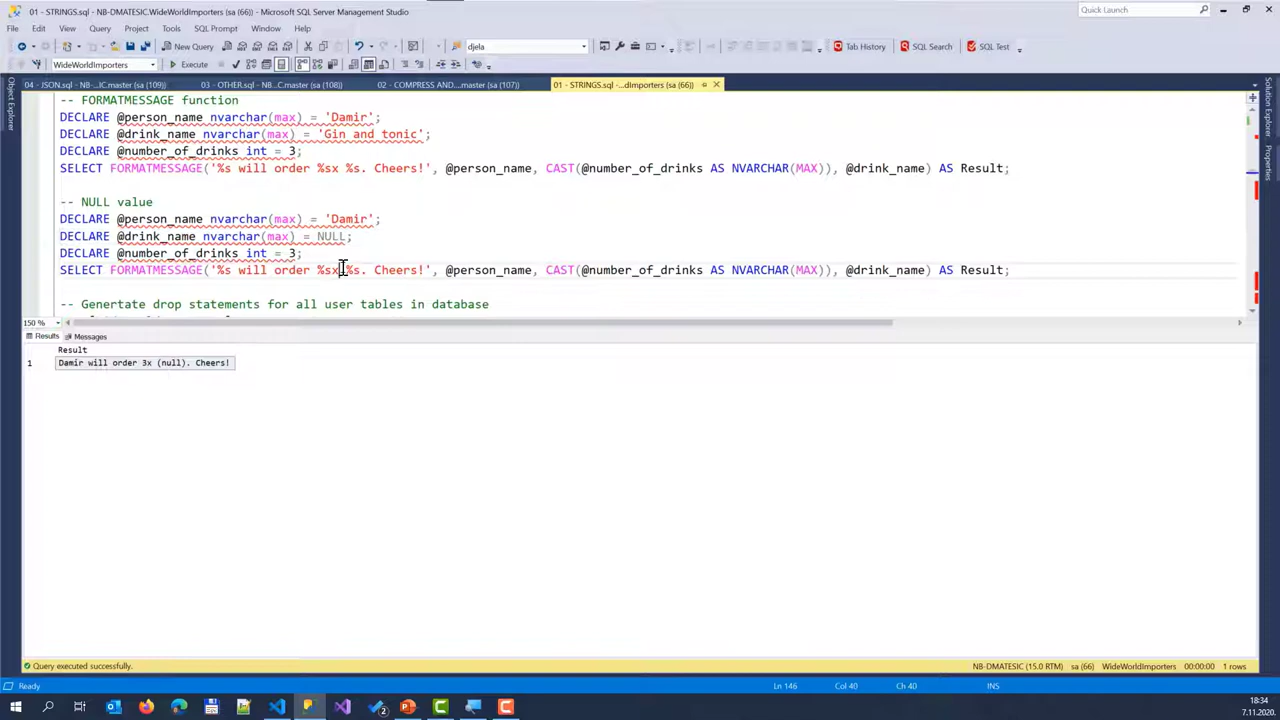 01 - STRINGS.sql - NB-DMATESIC.WideWorldImporters (sa (66)) - Microsoft SQL Server Management Studio
Quick Launch
File Edit View Query Project Tools SQL Prompt Window Help
New Query djela Tab History SQL Search SQL Test
WideWorldImporters Execute
04 - JSON.sql - NB-...IC.master (sa (109)) 03 - OTHER.sql - NB...C.master (sa (108)) 02 - COMPRESS AND....master (sa (107)) 01 - STRINGS.sql -...dImporters (sa (66))
Object Explorer
Solution Explorer
Properties
-- FORMATMESSAGE function
DECLARE @person_name nvarchar(max) = 'Damir';
DECLARE @drink_name nvarchar(max) = 'Gin and tonic';
DECLARE @number_of_drinks int = 3;
SELECT FORMATMESSAGE('%s will order %sx %s. Cheers!', @person_name, CAST(@number_of_drinks AS NVARCHAR(MAX)), @drink_name) AS Result;
-- NULL value
DECLARE @person_name nvarchar(max) = 'Damir';
DECLARE @drink_name nvarchar(max) = NULL;
DECLARE @number_of_drinks int = 3;
SELECT FORMATMESSAGE('%s will order %sx %s. Cheers!', @person_name, CAST(@number_of_drinks AS NVARCHAR(MAX)), @drink_name) AS Result;
-- Genertate drop statements for all user tables in database
150 %
Results Messages
Result
1 Damir will order 3x (null). Cheers!
Query executed successfully. NB-DMATESIC (15.0 RTM) sa (66) WideWorldImporters 00:00:00 1 rows
Ready Ln 146 Col 40 Ch 40 INS
18:34
7.11.2020.